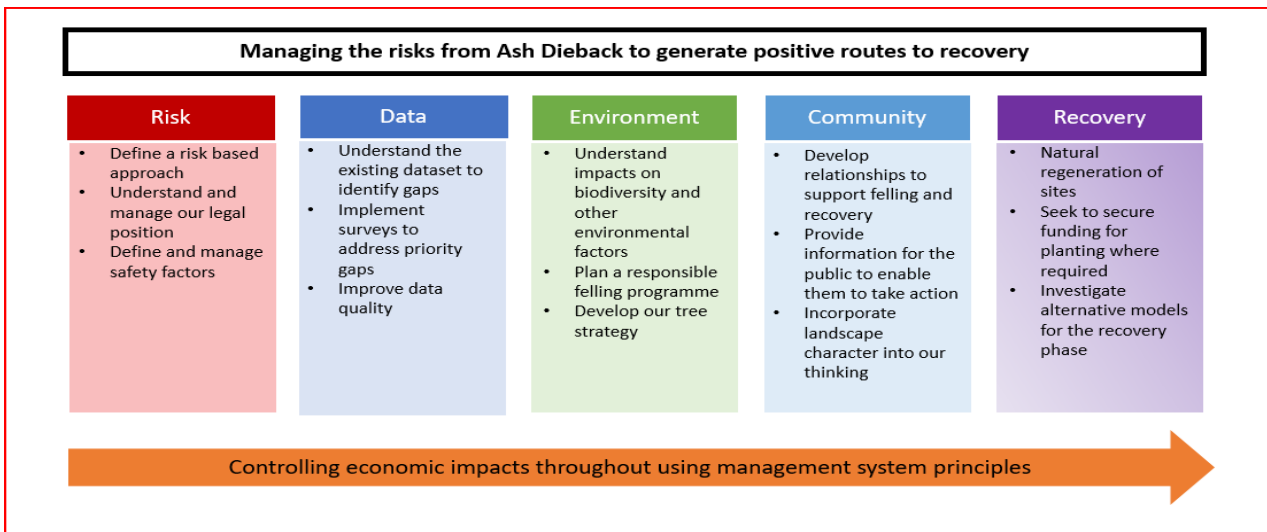 Managing the risks from Ash Dieback to generate positive routes to recovery
Risk
• Define a risk based
approach
• Understand and
manage our legal
position
• Define and manage
safety factors
Data
• Understand the
existing dataset to
identify gaps
• Implement
surveys to
address priority
gaps
• Improve data
quality
Environment
• Understand
impacts on
biodiversity and
other
environmental
factors
• Plan a responsible
felling programme
• Develop our tree
strategy
Community
• Develop
relationships to
support felling and
recovery
• Provide
information for the
public to enable
them to take action
• Incorporate
landscape
character into our
thinking
Recovery
• Natural
regeneration of
sites
• Seek to secure
funding for
planting where
required
• Investigate
alternative models
for the recovery
phase
Controlling economic impacts throughout using management system principles